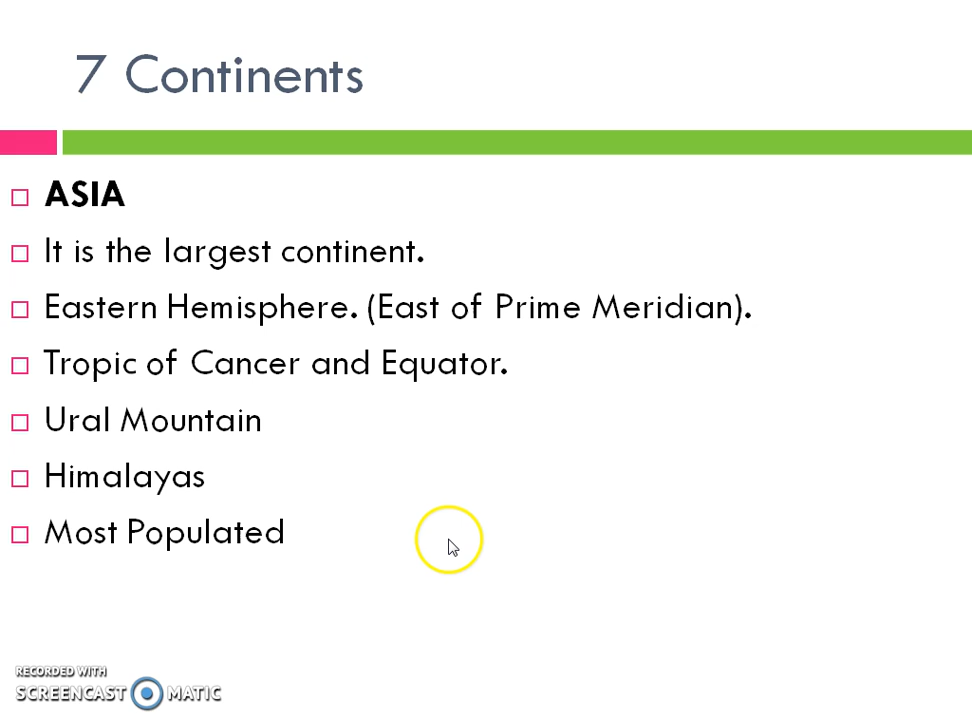 7 Continents
ASIA
It is the largest continent.
Eastern Hemisphere. (East of Prime Meridian).
Tropic of Cancer and Equator.
Ural Mountain
Himalayas
Most Populated
RECORDED WITH
SCREENCAST MATIC